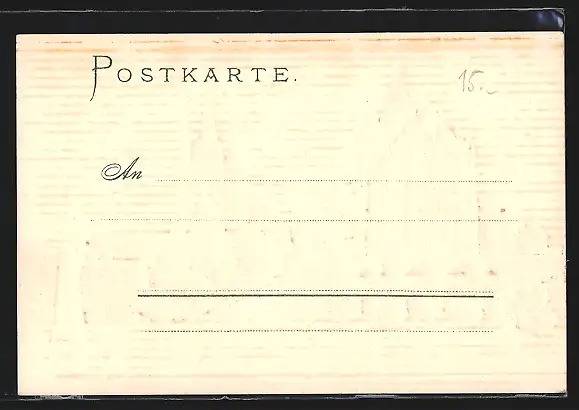 POSTKARTE.
15.-
An